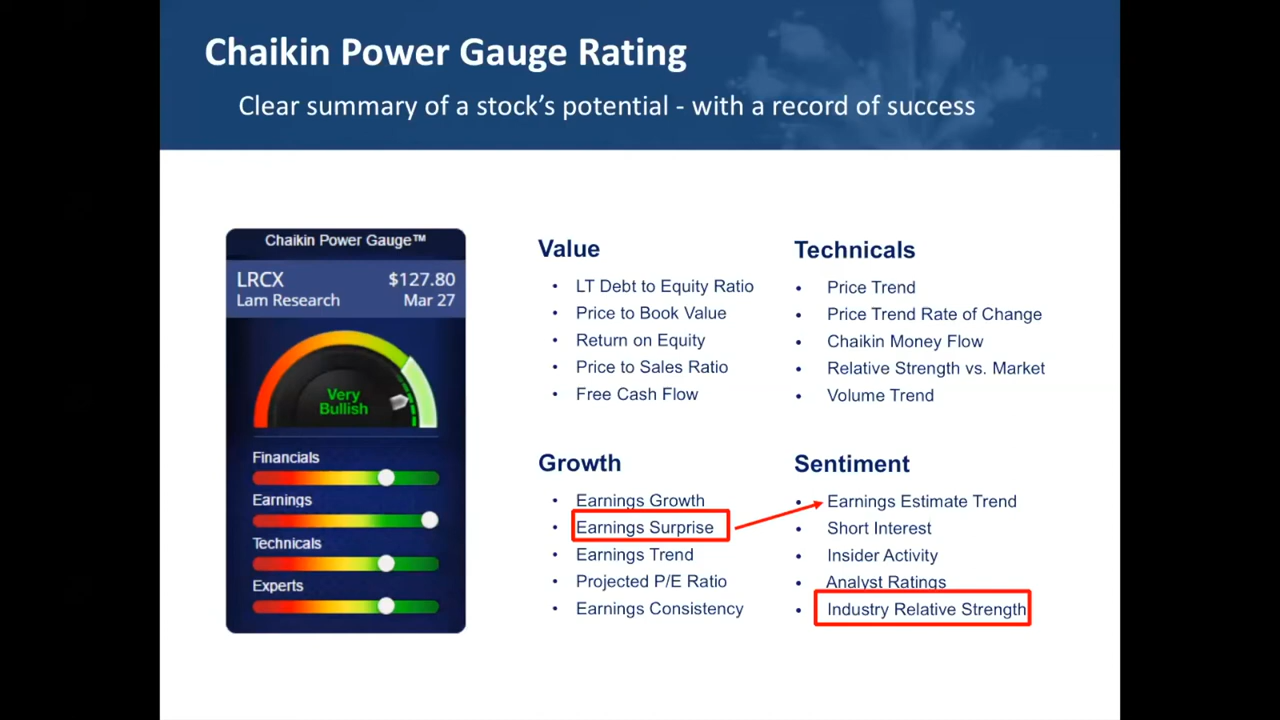 Chaikin Power Gauge Rating
Clear summary of a stock's potential - with a record of success
Chaikin Power Gauge™
LRCX $127.80
Lam Research Mar 27
Very
Bullish
Financials
Earnings
Technicals
Experts
Value
• LT Debt to Equity Ratio
• Price to Book Value
• Return on Equity
• Price to Sales Ratio
• Free Cash Flow
Technicals
• Price Trend
• Price Trend Rate of Change
• Chaikin Money Flow
• Relative Strength vs. Market
• Volume Trend
Growth
• Earnings Growth
• Earnings Surprise
• Earnings Trend
• Projected P/E Ratio
• Earnings Consistency
Sentiment
• Earnings Estimate Trend
• Short Interest
• Insider Activity
• Analyst Ratings
• Industry Relative Strength